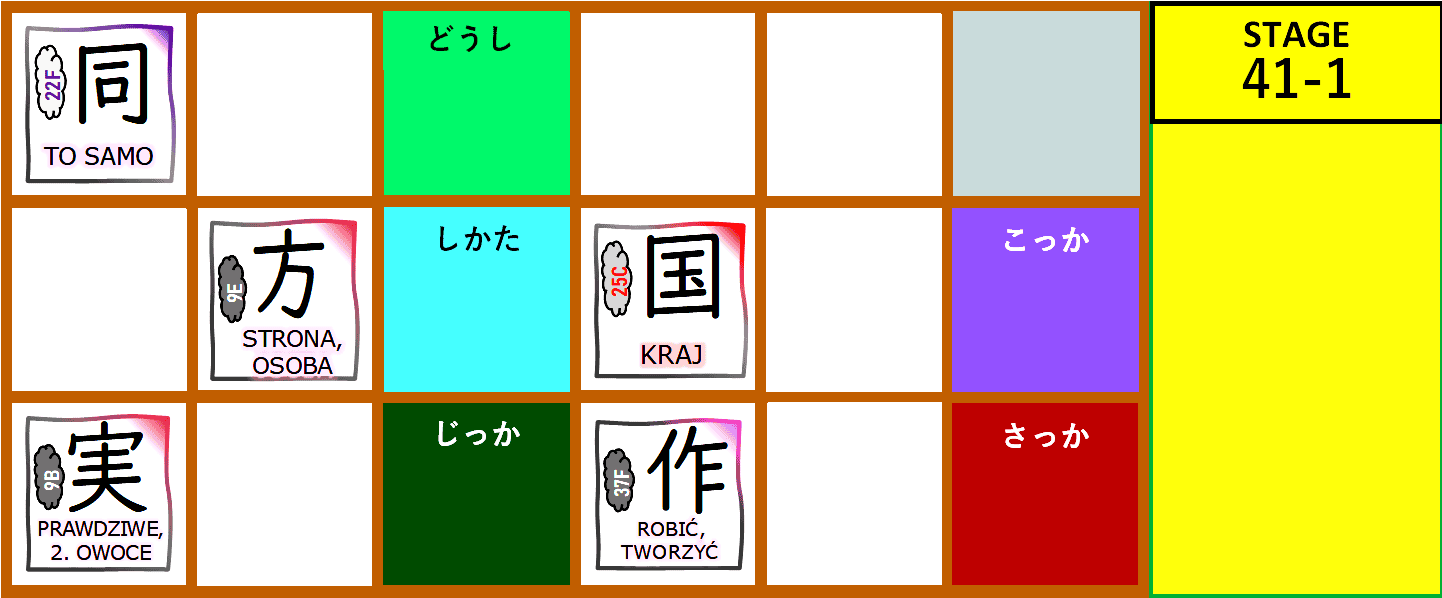 22F
同
TO SAMO
どうし
STAGE
41-1
9E
方
STRONA,
OSOBA
しかた
25C
国
KRAJ
こっか
9B
実
PRAWDZIWE,
2. OWOCE
じっか
37F
作
ROBIĆ,
TWORZYĆ
さっか